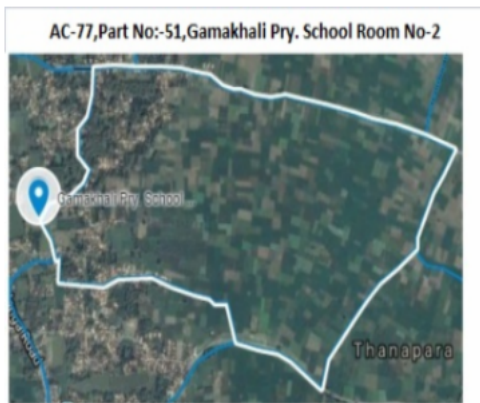 AC-77,Part No:-51,Gamakhali Pry. School Room No-2
Gamakhali Pry. School
Thanapara